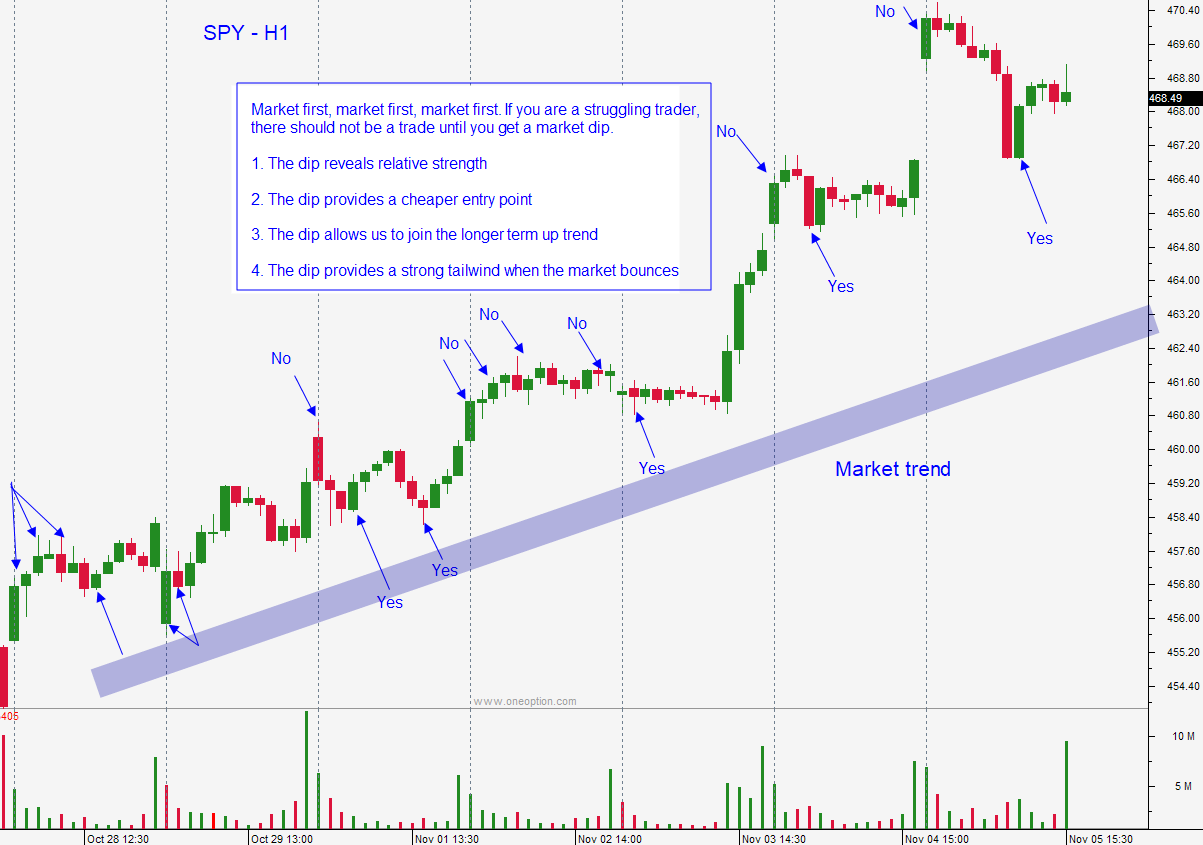 No
470.40
SPY - H1
469.60
468.80
468.49
468.00
Market first, market first, market first. If you are a struggling trader,
there should not be a trade until you get a market dip.
1. The dip reveals relative strength
2. The dip provides a cheaper entry point
3. The dip allows us to join the longer term up trend
4. The dip provides a strong tailwind when the market bounces
No
467.20
466.40
465.60
Yes
464.80
Yes
464.00
463.20
No
No
No
No
462.40
461.60
460.80
460.00
Yes
Market trend
459.20
458.40
457.60
Yes
456.80
Yes
456.00
455.20
454.40
www.oneoption.com
405
10 M
5 M
Oct 28 12:30
Oct 29 13:00
Nov 01 13:30
Nov 02 14:00
Nov 03 14:30
Nov 04 15:00
Nov 05 15:30